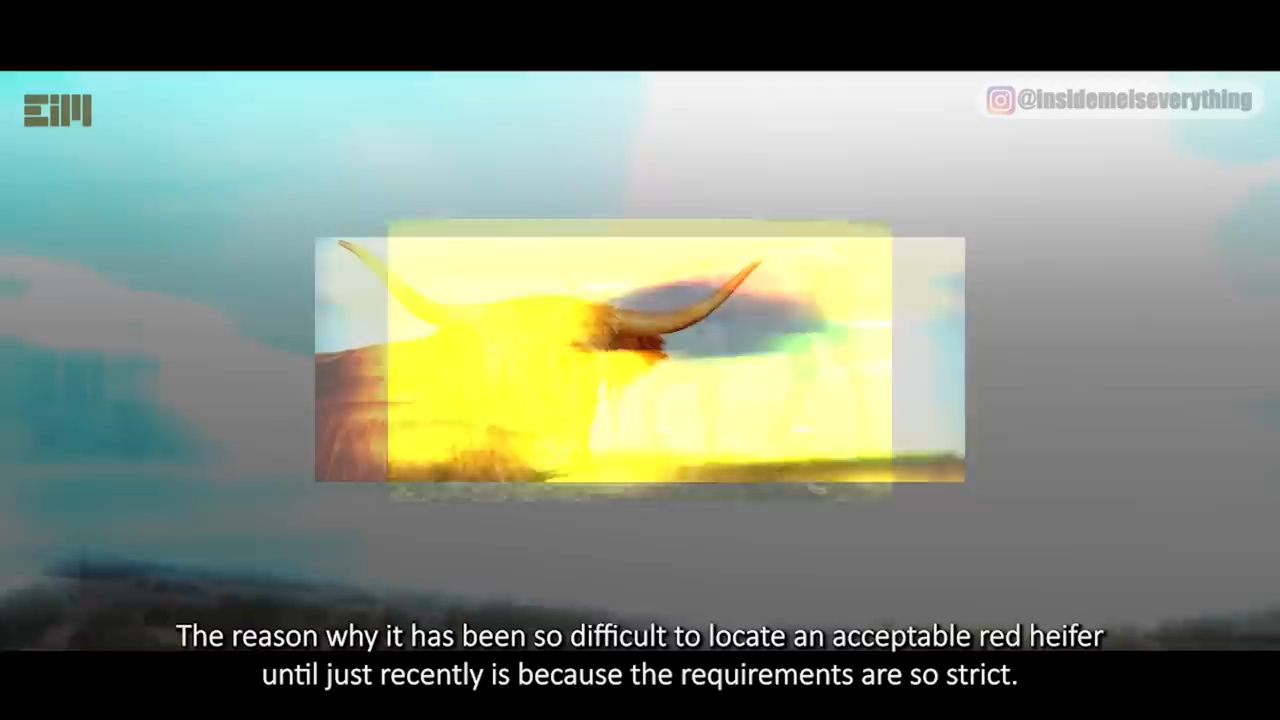 EiM
@insidemeiseverything
The reason why it has been so difficult to locate an acceptable red heifer
until just recently is because the requirements are so strict.